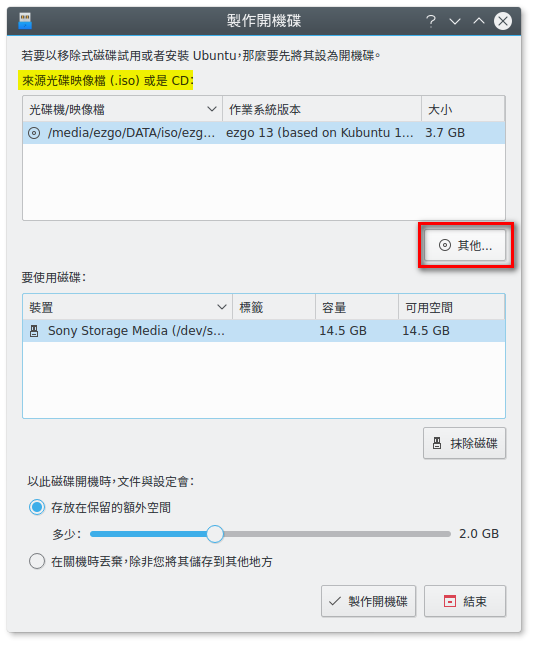 製作開機碟
若要以移除式磁碟試用或者安裝 Ubuntu，那麼要先將其設為開機碟。
來源光碟映像檔 (.iso) 或是 CD：
光碟機/映像檔 作業系統版本 大小
/media/ezgo/DATA/iso/ezg... ezgo 13 (based on Kubuntu 1... 3.7 GB
其他...
要使用磁碟：
裝置 標籤 容量 可用空間
Sony Storage Media (/dev/s... 14.5 GB 14.5 GB
抹除磁碟
以此磁碟開機時，文件與設定會：
存放在保留的額外空間
多少： 2.0 GB
在關機時丟棄，除非您將其儲存到其他地方
製作開機碟 結束